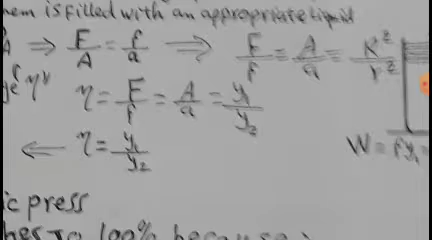 hem is filled with an appropriate liquid
A ⇒ F/A = f/a ⇒ F/f = A/a = R²/r²
η = F/f = A/a = y₁/y₂
← η = y₁/y₂ W = fy₁
ic press
hes To 100% because :